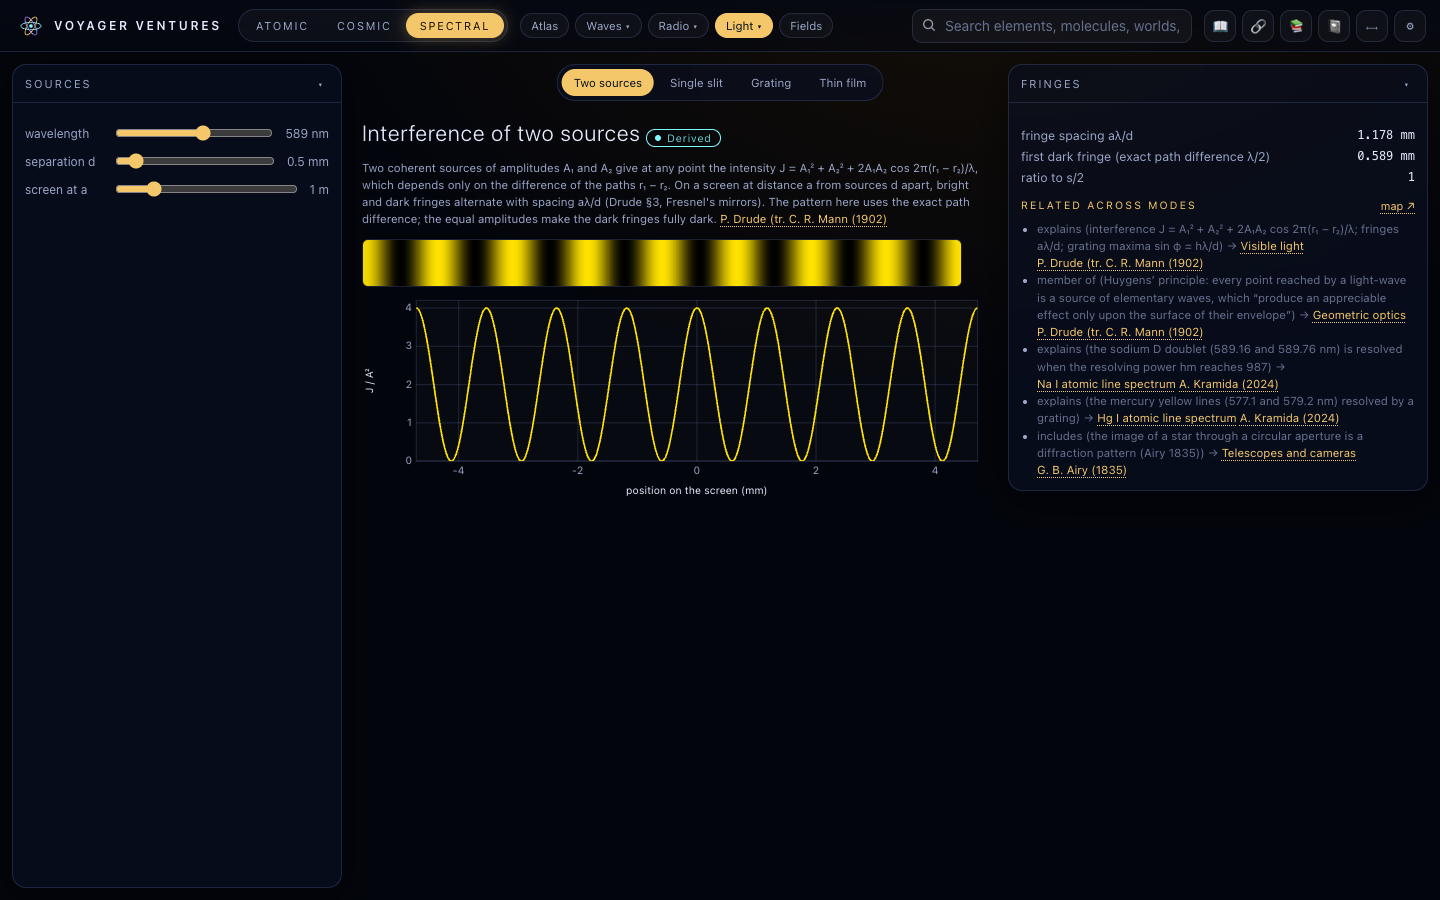 VOYAGER VENTURES
ATOMIC COSMIC SPECTRAL
Atlas Waves ▾ Radio ▾ Light ▾ Fields
Search elements, molecules, worlds,
SOURCES
wavelength 589 nm
separation d 0.5 mm
screen at a 1 m
Two sources Single slit Grating Thin film
Interference of two sources Derived
Two coherent sources of amplitudes A₁ and A₂ give at any point the intensity J = A₁² + A₂² + 2A₁A₂ cos 2π(r₁ − r₂)/λ,
which depends only on the difference of the paths r₁ − r₂. On a screen at distance a from sources d apart, bright
and dark fringes alternate with spacing aλ/d (Drude §3, Fresnel's mirrors). The pattern here uses the exact path
difference; the equal amplitudes make the dark fringes fully dark. P. Drude (tr. C. R. Mann (1902)
4
3
2
1
0
J / A²
−4 −2 0 2 4
position on the screen (mm)
FRINGES
fringe spacing aλ/d 1.178 mm
first dark fringe (exact path difference λ/2) 0.589 mm
ratio to s/2 1
RELATED ACROSS MODES map ↗
explains (interference J = A₁² + A₂² + 2A₁A₂ cos 2π(r₁ − r₂)/λ; fringes
aλ/d; grating maxima sin φ = hλ/d) → Visible light
P. Drude (tr. C. R. Mann (1902)
member of (Huygens' principle: every point reached by a light-wave
is a source of elementary waves, which “produce an appreciable
effect only upon the surface of their envelope”) → Geometric optics
P. Drude (tr. C. R. Mann (1902)
explains (the sodium D doublet (589.16 and 589.76 nm) is resolved
when the resolving power hm reaches 987) →
Na I atomic line spectrum A. Kramida (2024)
explains (the mercury yellow lines (577.1 and 579.2 nm) resolved by a
grating) → Hg I atomic line spectrum A. Kramida (2024)
includes (the image of a star through a circular aperture is a
diffraction pattern (Airy 1835)) → Telescopes and cameras
G. B. Airy (1835)